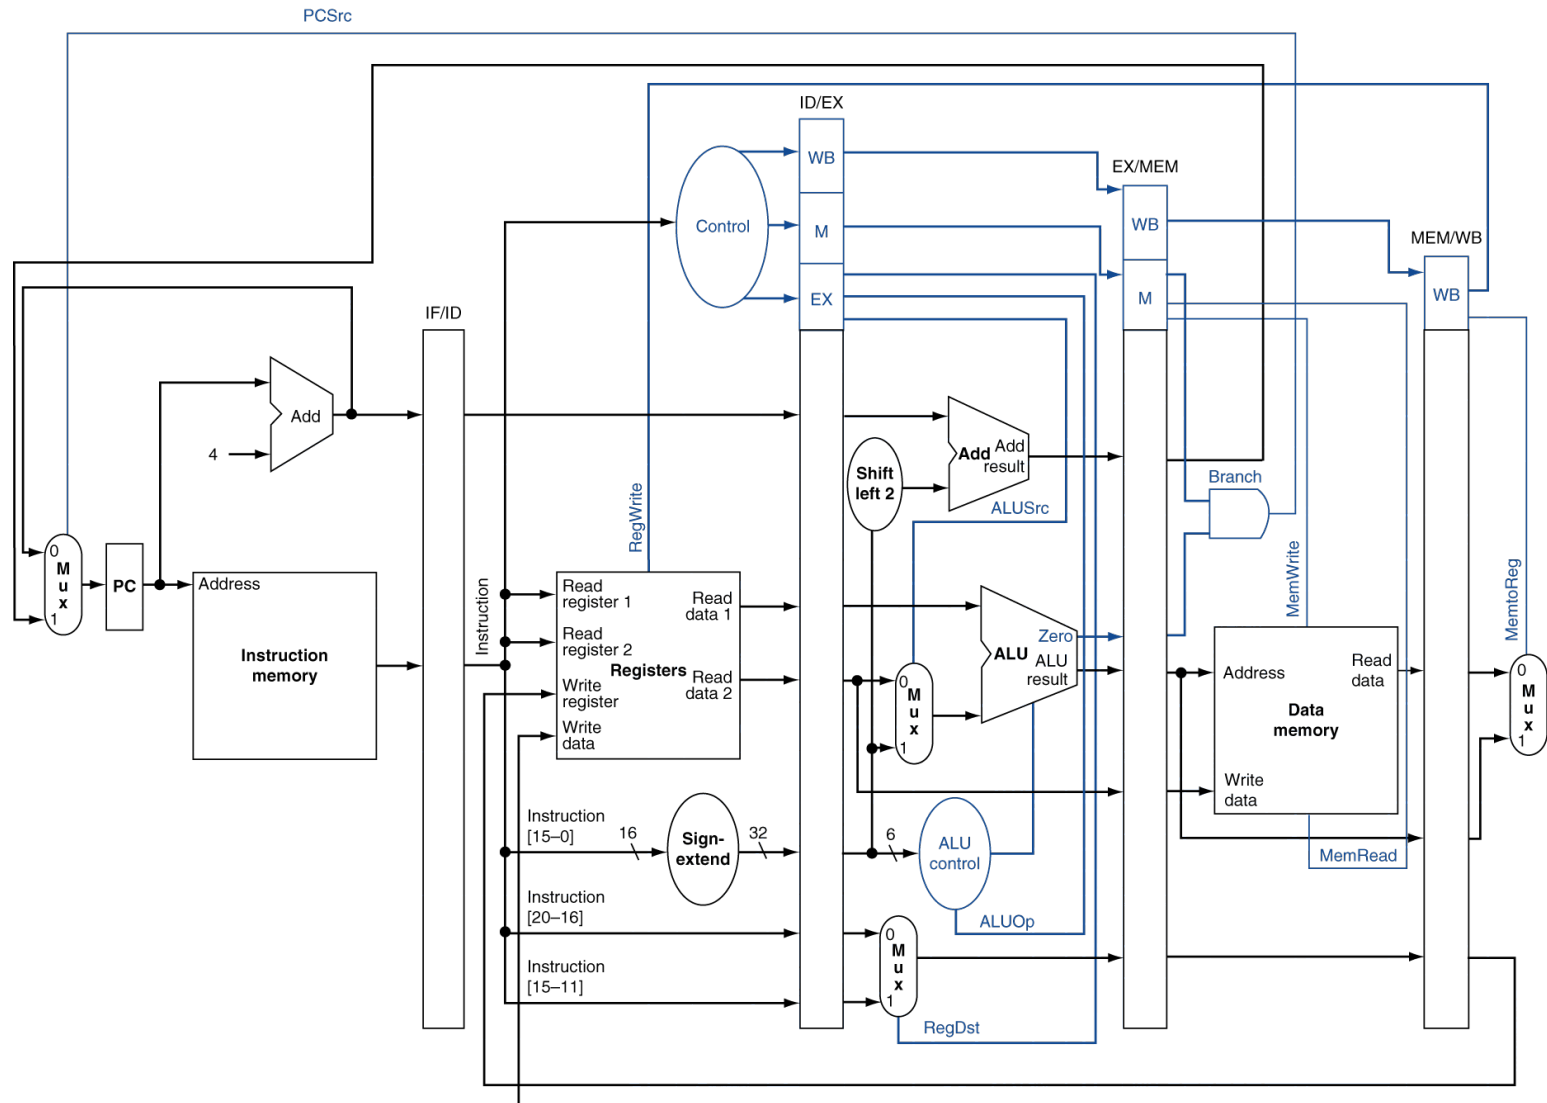 PCSrc
ID/EX
WB
EX/MEM
Control
M
WB
MEM/WB
EX
M
WB
IF/ID
Add
4
Shift
left 2
Add
Add
result
ALUSrc
Branch
RegWrite
MemWrite
MemtoReg
0
M
u
x
1
PC
Address
Instruction
memory
Instruction
Read
register 1
Read
register 2
Write
register
Write
data
Registers
Read
data 1
Read
data 2
0
M
u
x
1
Zero
ALU
ALU
result
Address
Read
data
Data
memory
Write
data
0
M
u
x
1
MemRead
Instruction
[15–0]
16
Sign-
extend
32
6
ALU
control
ALUOp
Instruction
[20–16]
Instruction
[15–11]
0
M
u
x
1
RegDst